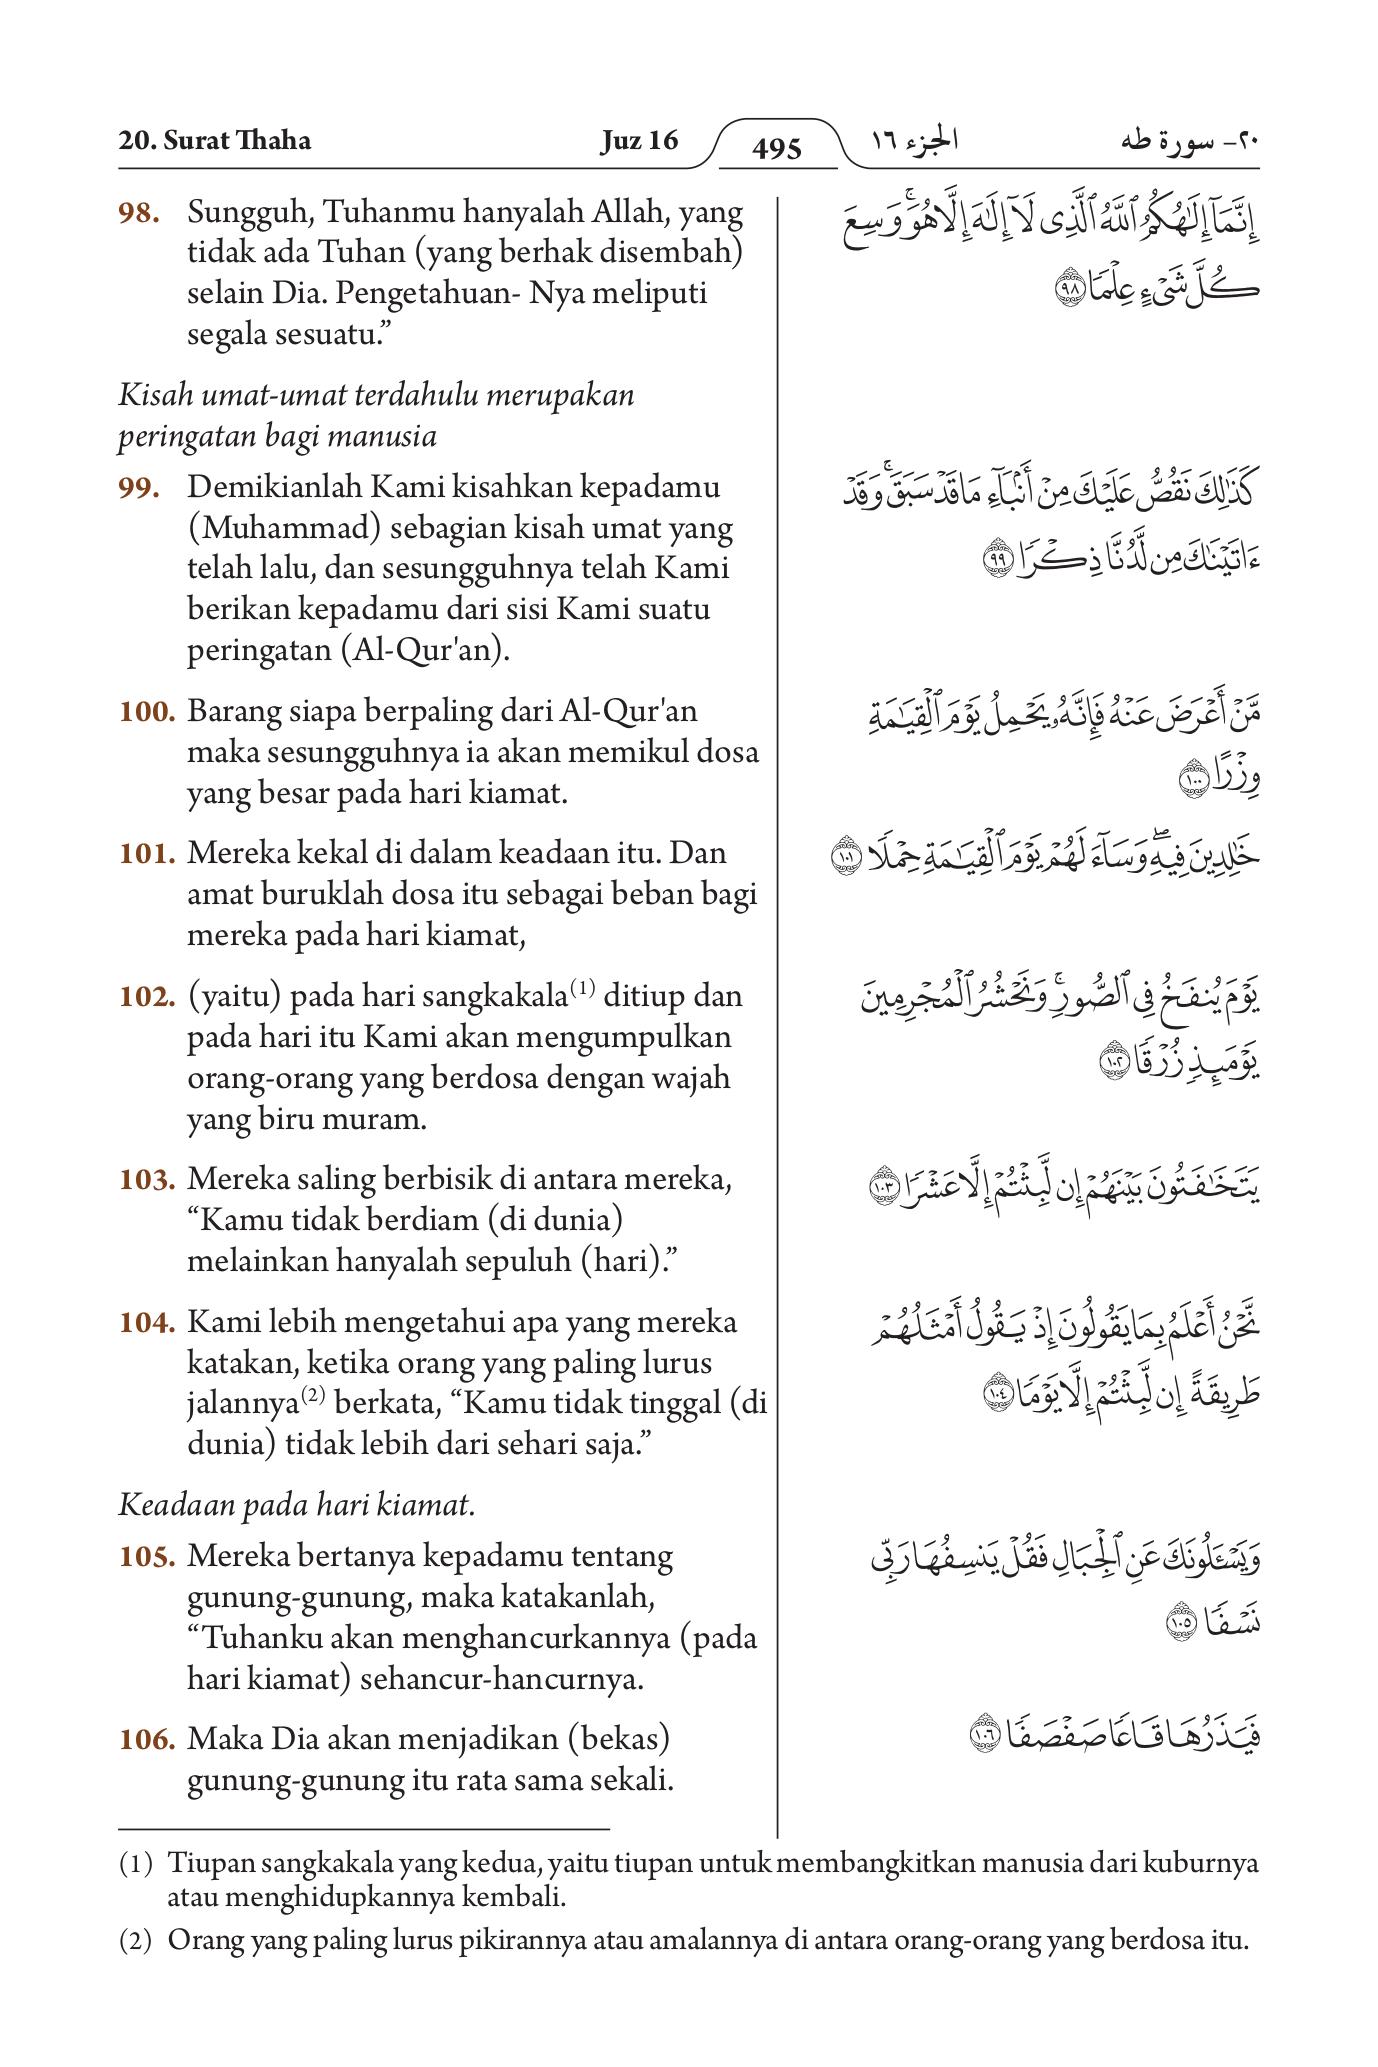 20. Surat Thaha
Juz 16
495
الجزء ١٦
٢٠- سورة طه
98. Sungguh, Tuhanmu hanyalah Allah, yang
tidak ada Tuhan (yang berhak disembah)
selain Dia. Pengetahuan- Nya meliputi
segala sesuatu.”
Kisah umat-umat terdahulu merupakan
peringatan bagi manusia
99. Demikianlah Kami kisahkan kepadamu
(Muhammad) sebagian kisah umat yang
telah lalu, dan sesungguhnya telah Kami
berikan kepadamu dari sisi Kami suatu
peringatan (Al-Qur'an).
100. Barang siapa berpaling dari Al-Qur'an
maka sesungguhnya ia akan memikul dosa
yang besar pada hari kiamat.
101. Mereka kekal di dalam keadaan itu. Dan
amat buruklah dosa itu sebagai beban bagi
mereka pada hari kiamat,
102. (yaitu) pada hari sangkakala(1) ditiup dan
pada hari itu Kami akan mengumpulkan
orang-orang yang berdosa dengan wajah
yang biru muram.
103. Mereka saling berbisik di antara mereka,
“Kamu tidak berdiam (di dunia)
melainkan hanyalah sepuluh (hari).”
104. Kami lebih mengetahui apa yang mereka
katakan, ketika orang yang paling lurus
jalannya(2) berkata, “Kamu tidak tinggal (di
dunia) tidak lebih dari sehari saja.”
Keadaan pada hari kiamat.
105. Mereka bertanya kepadamu tentang
gunung-gunung, maka katakanlah,
“Tuhanku akan menghancurkannya (pada
hari kiamat) sehancur-hancurnya.
106. Maka Dia akan menjadikan (bekas)
gunung-gunung itu rata sama sekali.
إِنَّمَآ إِلَٰهُكُمُ ٱللَّهُ ٱلَّذِى لَآ إِلَٰهَ إِلَّا هُوَۚ وَسِعَ
كُلَّ شَىْءٍ عِلْمًا ٩٨
كَذَٰلِكَ نَقُصُّ عَلَيْكَ مِنْ أَنۢبَآءِ مَا قَدْ سَبَقَۚ وَقَدْ
ءَاتَيْنَٰكَ مِن لَّدُنَّا ذِكْرًا ٩٩
مَّنْ أَعْرَضَ عَنْهُ فَإِنَّهُۥ يَحْمِلُ يَوْمَ ٱلْقِيَٰمَةِ
وِزْرًا ١٠٠
خَٰلِدِينَ فِيهِۖ وَسَآءَ لَهُمْ يَوْمَ ٱلْقِيَٰمَةِ حِمْلًا ١٠١
يَوْمَ يُنفَخُ فِى ٱلصُّورِۚ وَنَحْشُرُ ٱلْمُجْرِمِينَ
يَوْمَئِذٍ زُرْقًا ١٠٢
يَتَخَٰفَتُونَ بَيْنَهُمْ إِن لَّبِثْتُمْ إِلَّا عَشْرًا ١٠٣
نَّحْنُ أَعْلَمُ بِمَا يَقُولُونَ إِذْ يَقُولُ أَمْثَلُهُمْ
طَرِيقَةً إِن لَّبِثْتُمْ إِلَّا يَوْمًا ١٠٤
وَيَسْـَٔلُونَكَ عَنِ ٱلْجِبَالِ فَقُلْ يَنسِفُهَا رَبِّى
نَسْفًا ١٠٥
فَيَذَرُهَا قَاعًا صَفْصَفًا ١٠٦
(1) Tiupan sangkakala yang kedua, yaitu tiupan untuk membangkitkan manusia dari kuburnya
atau menghidupkannya kembali.
(2) Orang yang paling lurus pikirannya atau amalannya di antara orang-orang yang berdosa itu.